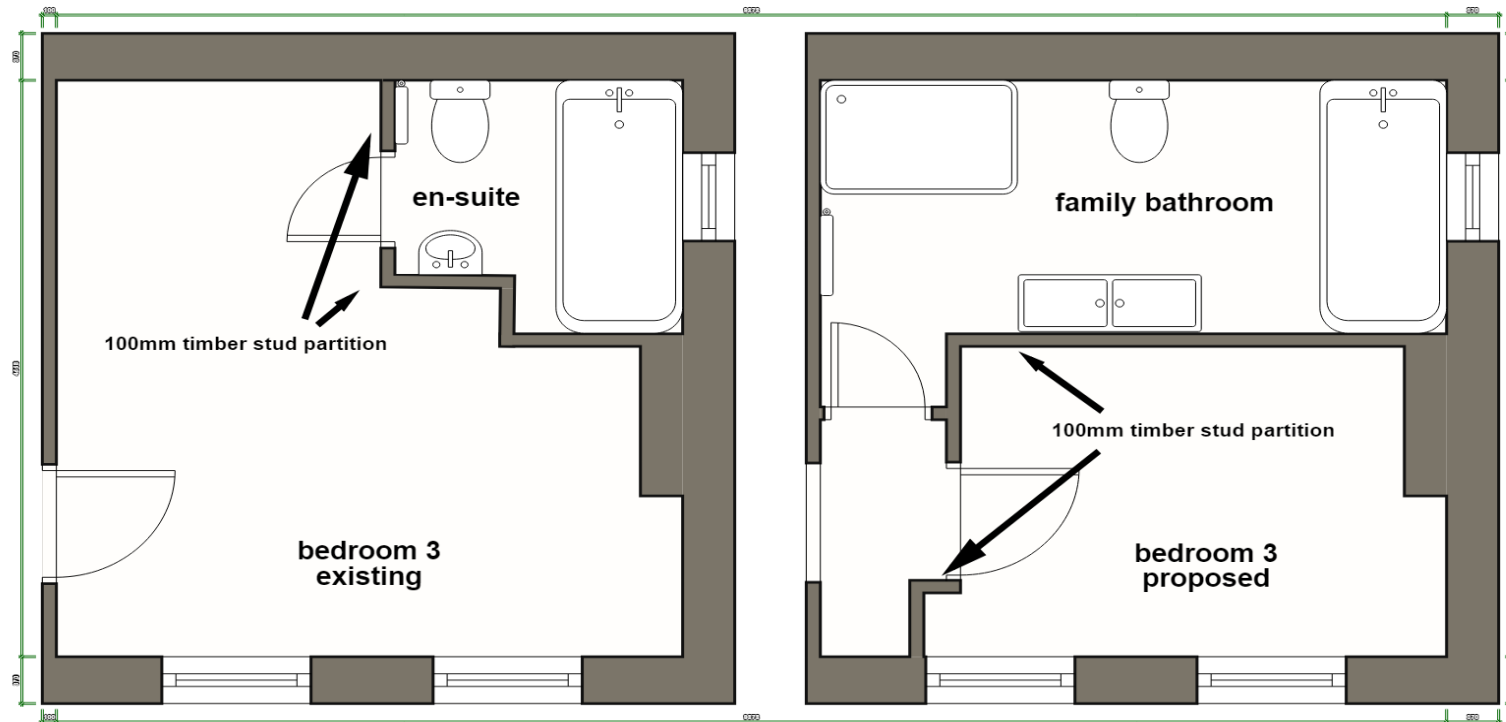 en-suite
family bathroom
100mm timber stud partition
100mm timber stud partition
bedroom 3
existing
bedroom 3
proposed